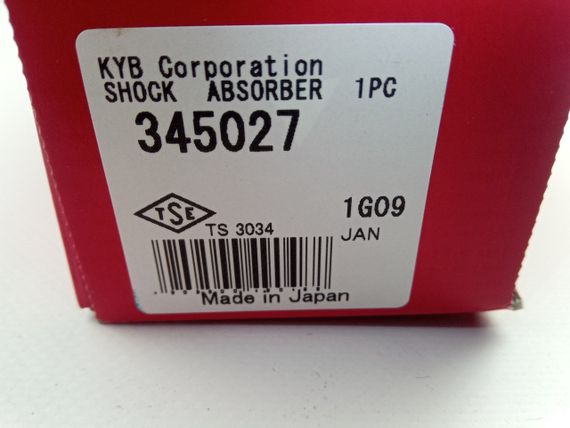 KYB Corporation
SHOCK ABSORBER 1PC
345027
TSE
1G09
TS 3034
JAN
Made in Japan